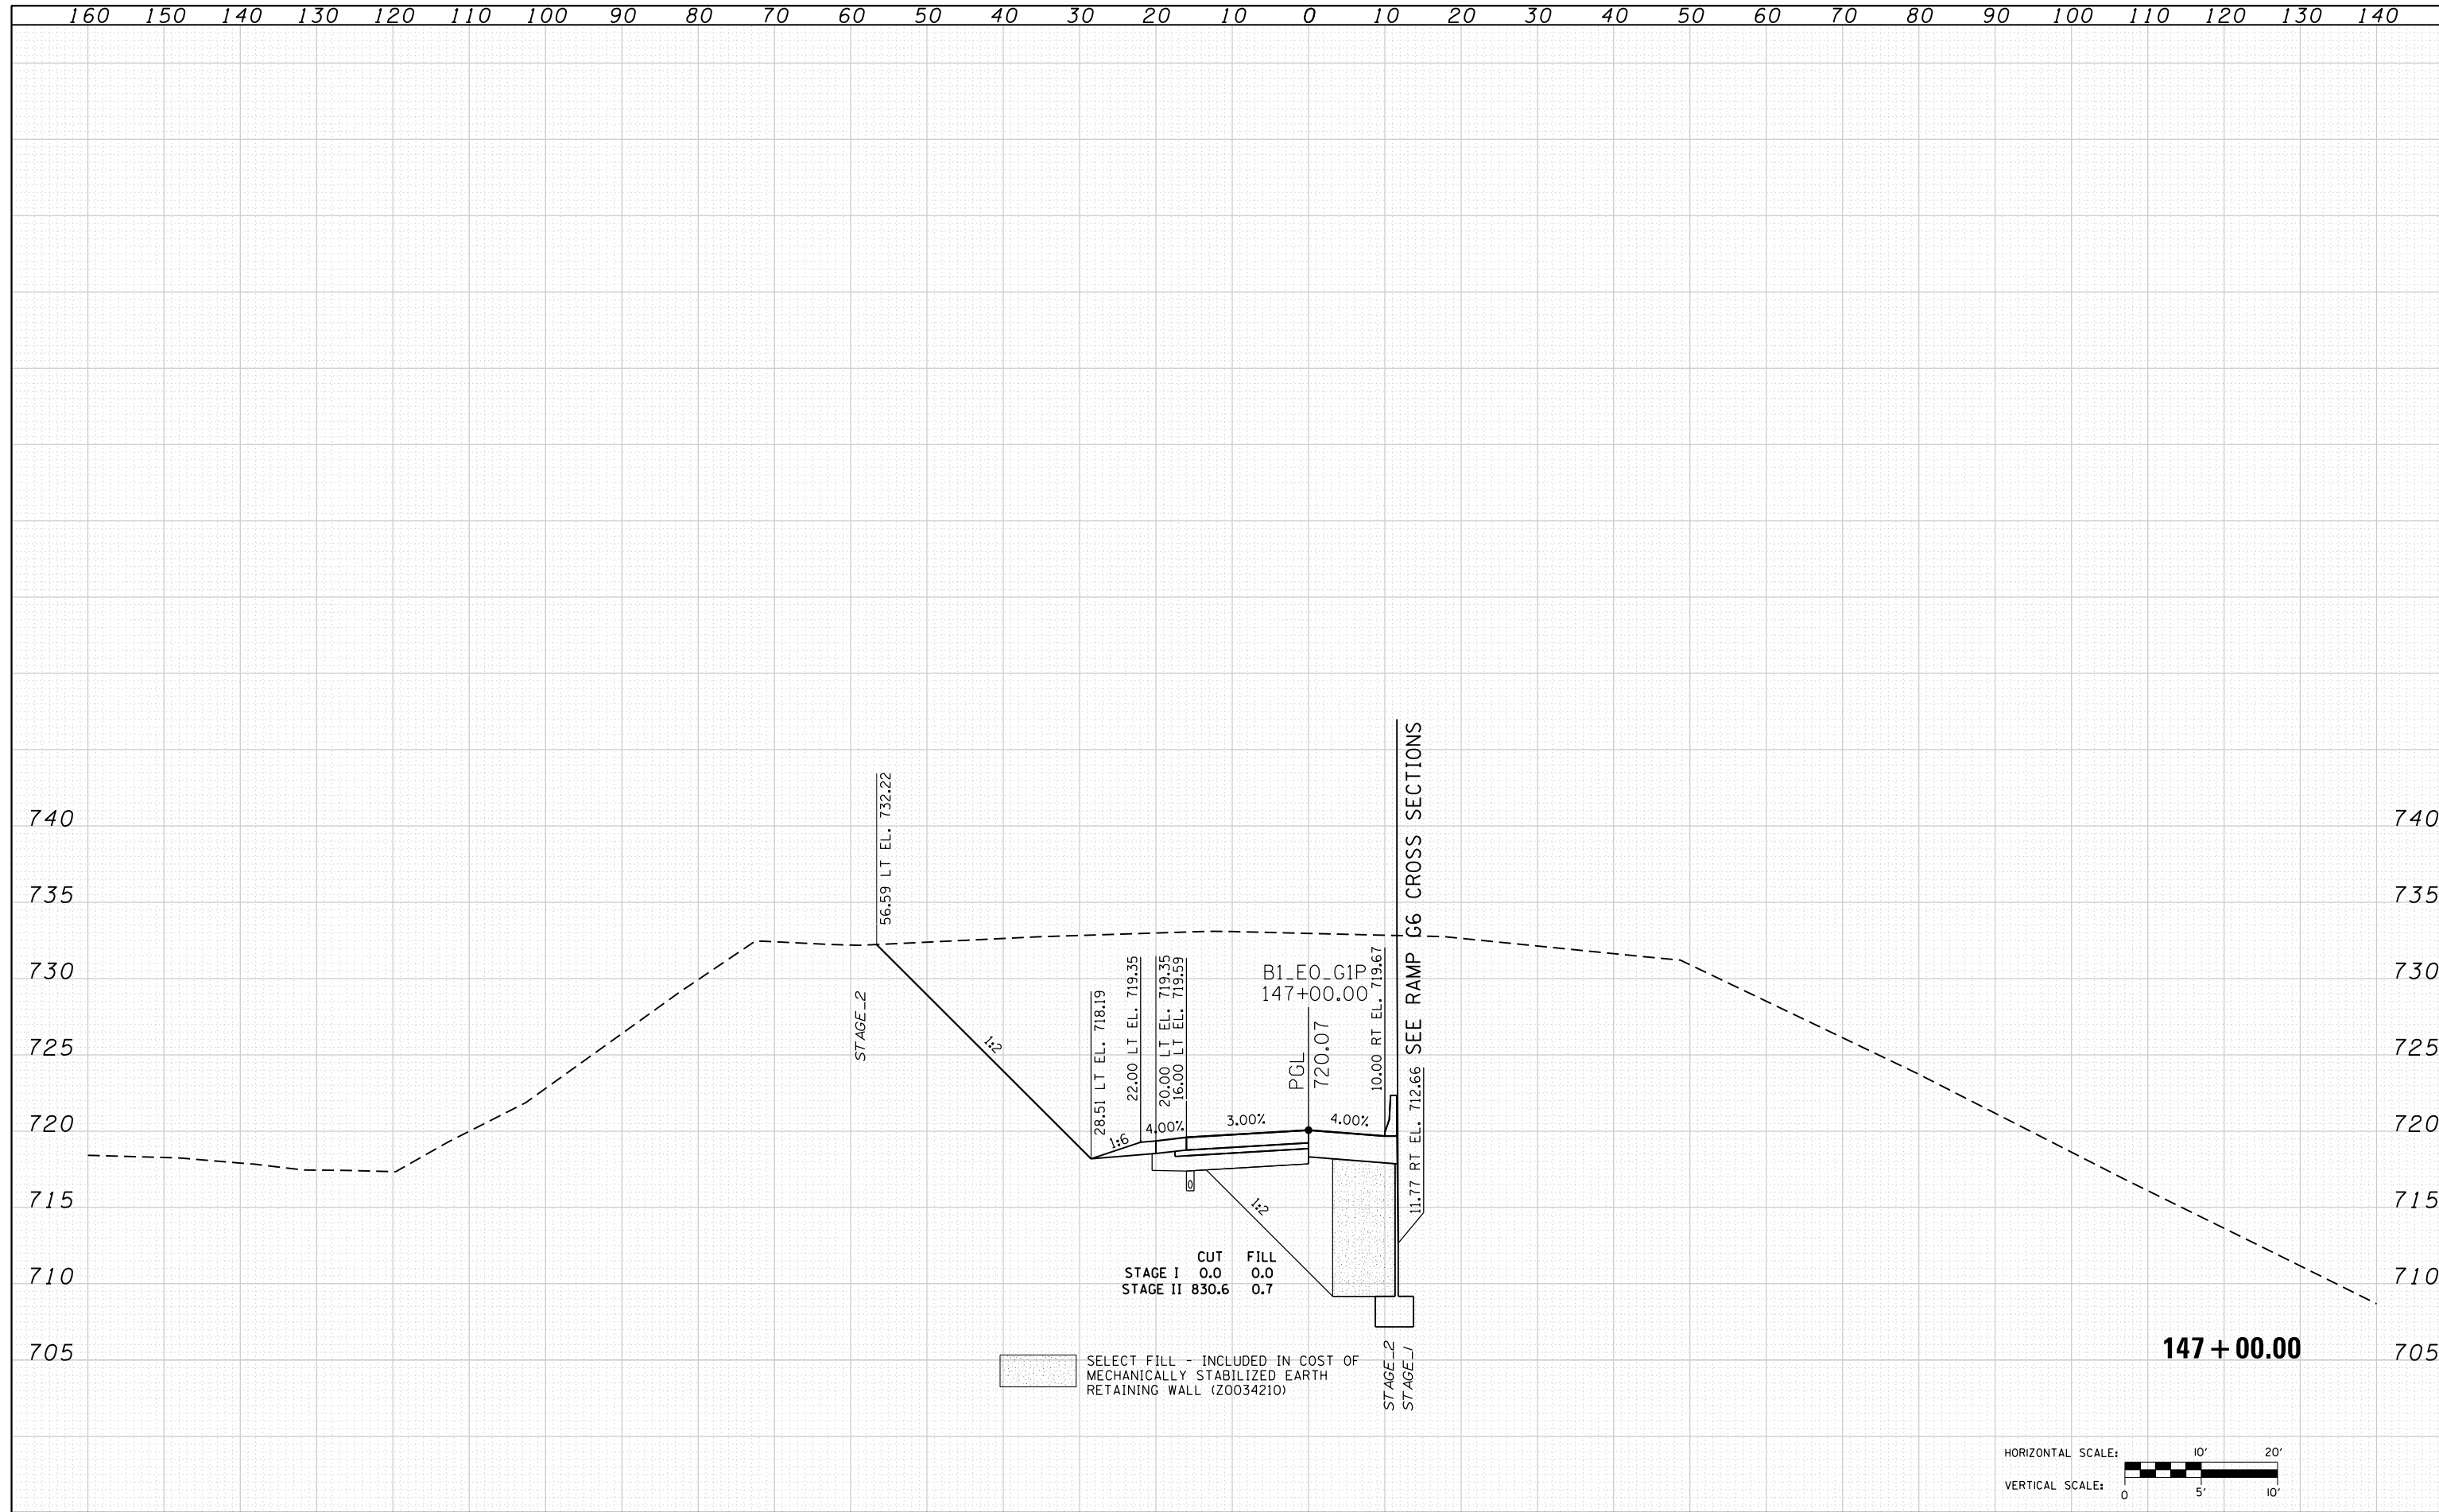 160 150 140 130 120 110 100 90 80 70 60 50 40 30 20 10 0 10 20 30 40 50 60 70 80 90 100 110 120 130 140
SEE RAMP G6 CROSS SECTIONS
56.59 LT EL. 732.22
740 740
735 735
730 730
725 725
720 720
715 715
710 710
705 705
STAGE_2
1:2
28.51 LT EL. 718.19
22.00 LT EL. 719.35
20.00 LT EL. 719.35
16.00 LT EL. 719.59
B1_EO_G1P
147+00.00
PGL
720.07
10.00 RT EL. 719.67
11.77 RT EL. 712.66
1:6
4.00%
3.00%
4.00%
1:2
CUT FILL
STAGE I 0.0 0.0
STAGE II 830.6 0.7
SELECT FILL - INCLUDED IN COST OF
MECHANICALLY STABILIZED EARTH
RETAINING WALL (Z0034210)
STAGE_2
STAGE_1
147+00.00
HORIZONTAL SCALE: 10' 20'
VERTICAL SCALE: 0 5' 10'